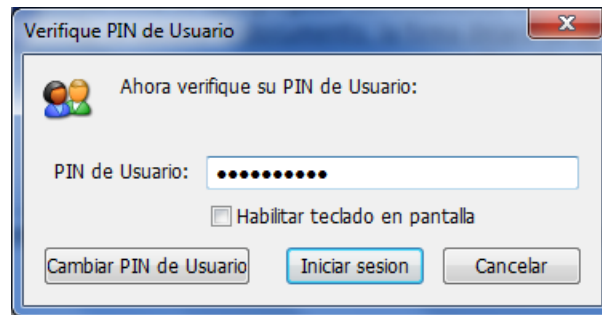 Verifique PIN de Usuario
Ahora verifique su PIN de Usuario:
PIN de Usuario: ●●●●●●●●●●
Habilitar teclado en pantalla
Cambiar PIN de Usuario Iniciar sesion Cancelar